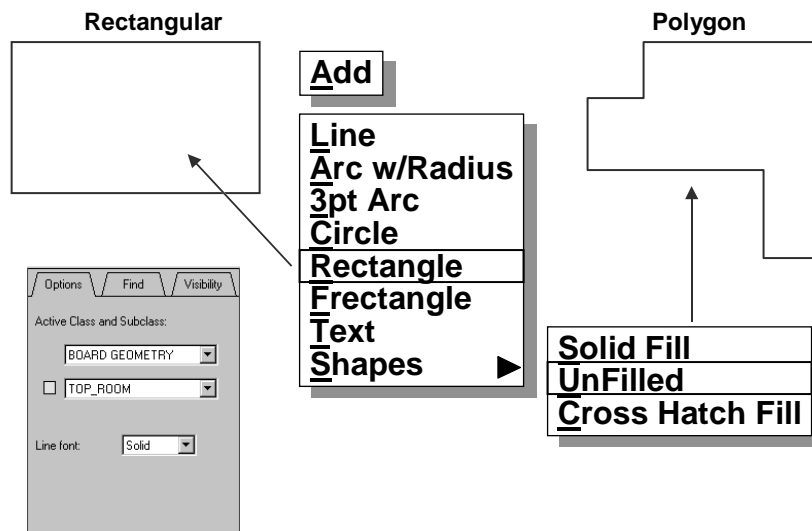 Rectangular
Polygon
Add
Line
Arc w/Radius
3pt Arc
Circle
Rectangle
Frectangle
Text
Shapes
Solid Fill
UnFilled
Cross Hatch Fill
Options Find Visibility
Active Class and Subclass:
BOARD GEOMETRY
TOP_ROOM
Line font: Solid